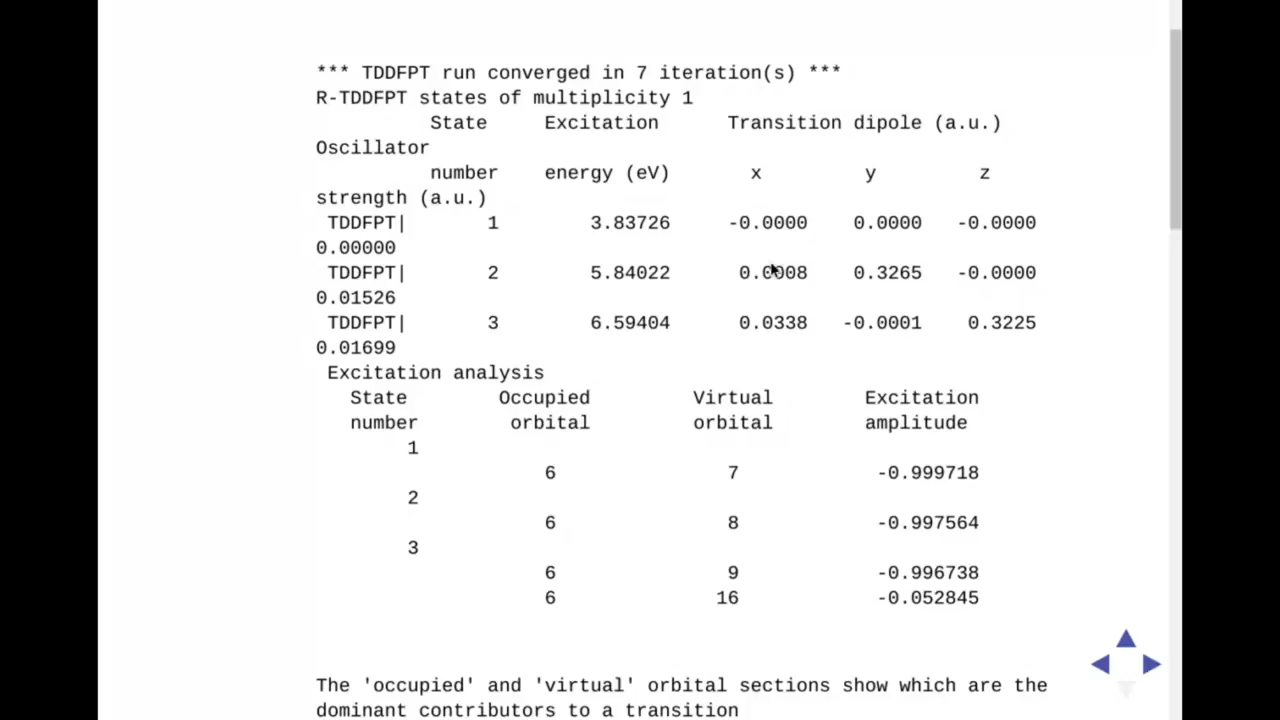 *** TDDFPT run converged in 7 iteration(s) ***
R-TDDFPT states of multiplicity 1
State Excitation Transition dipole (a.u.)
Oscillator
number energy (eV) x y z
strength (a.u.)
TDDFPT| 1 3.83726 -0.0000 0.0000 -0.0000
0.00000
TDDFPT| 2 5.84022 0.0008 0.3265 -0.0000
0.01526
TDDFPT| 3 6.59404 0.0338 -0.0001 0.3225
0.01699
Excitation analysis
State Occupied Virtual Excitation
number orbital orbital amplitude
1
6 7 -0.999718
2
6 8 -0.997564
3
6 9 -0.996738
6 16 -0.052845
The 'occupied' and 'virtual' orbital sections show which are the
dominant contributors to a transition